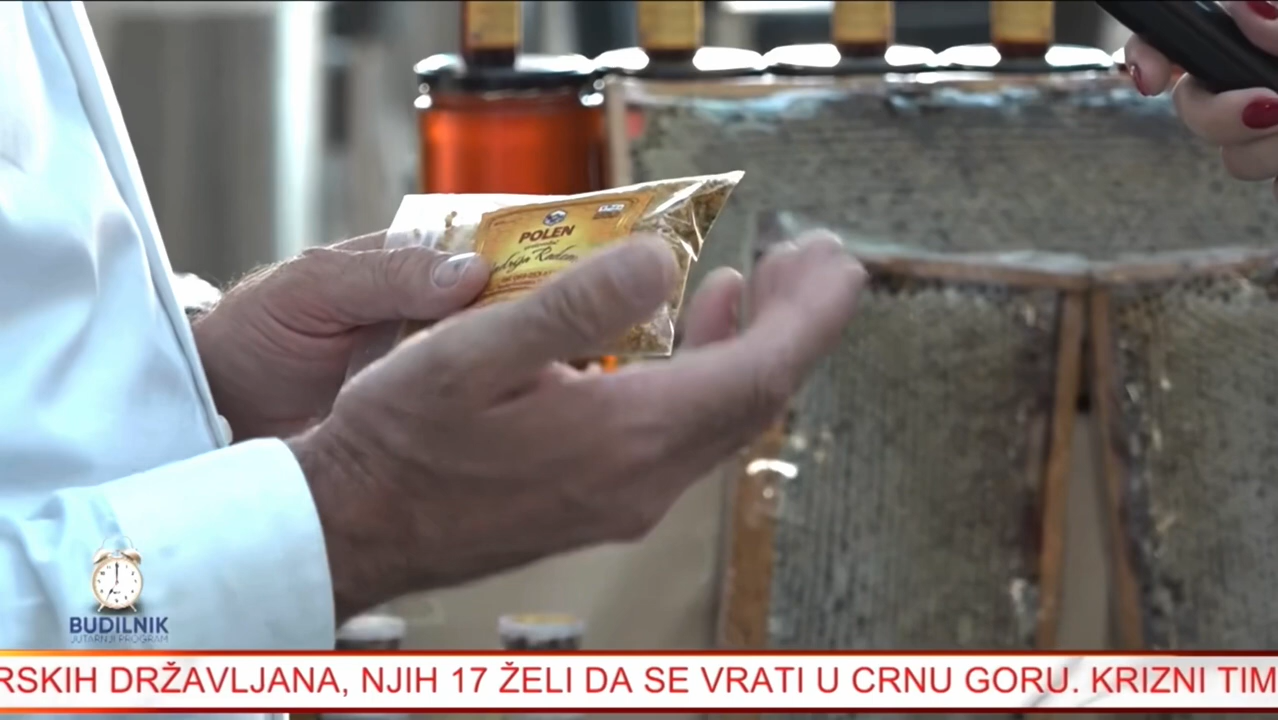 POLEN
BUDILNIK
JUTARNJI PROGRAM
RSKIH DRŽAVLJANA, NJIH 17 ŽELI DA SE VRATI U CRNU GORU. KRIZNI TIM